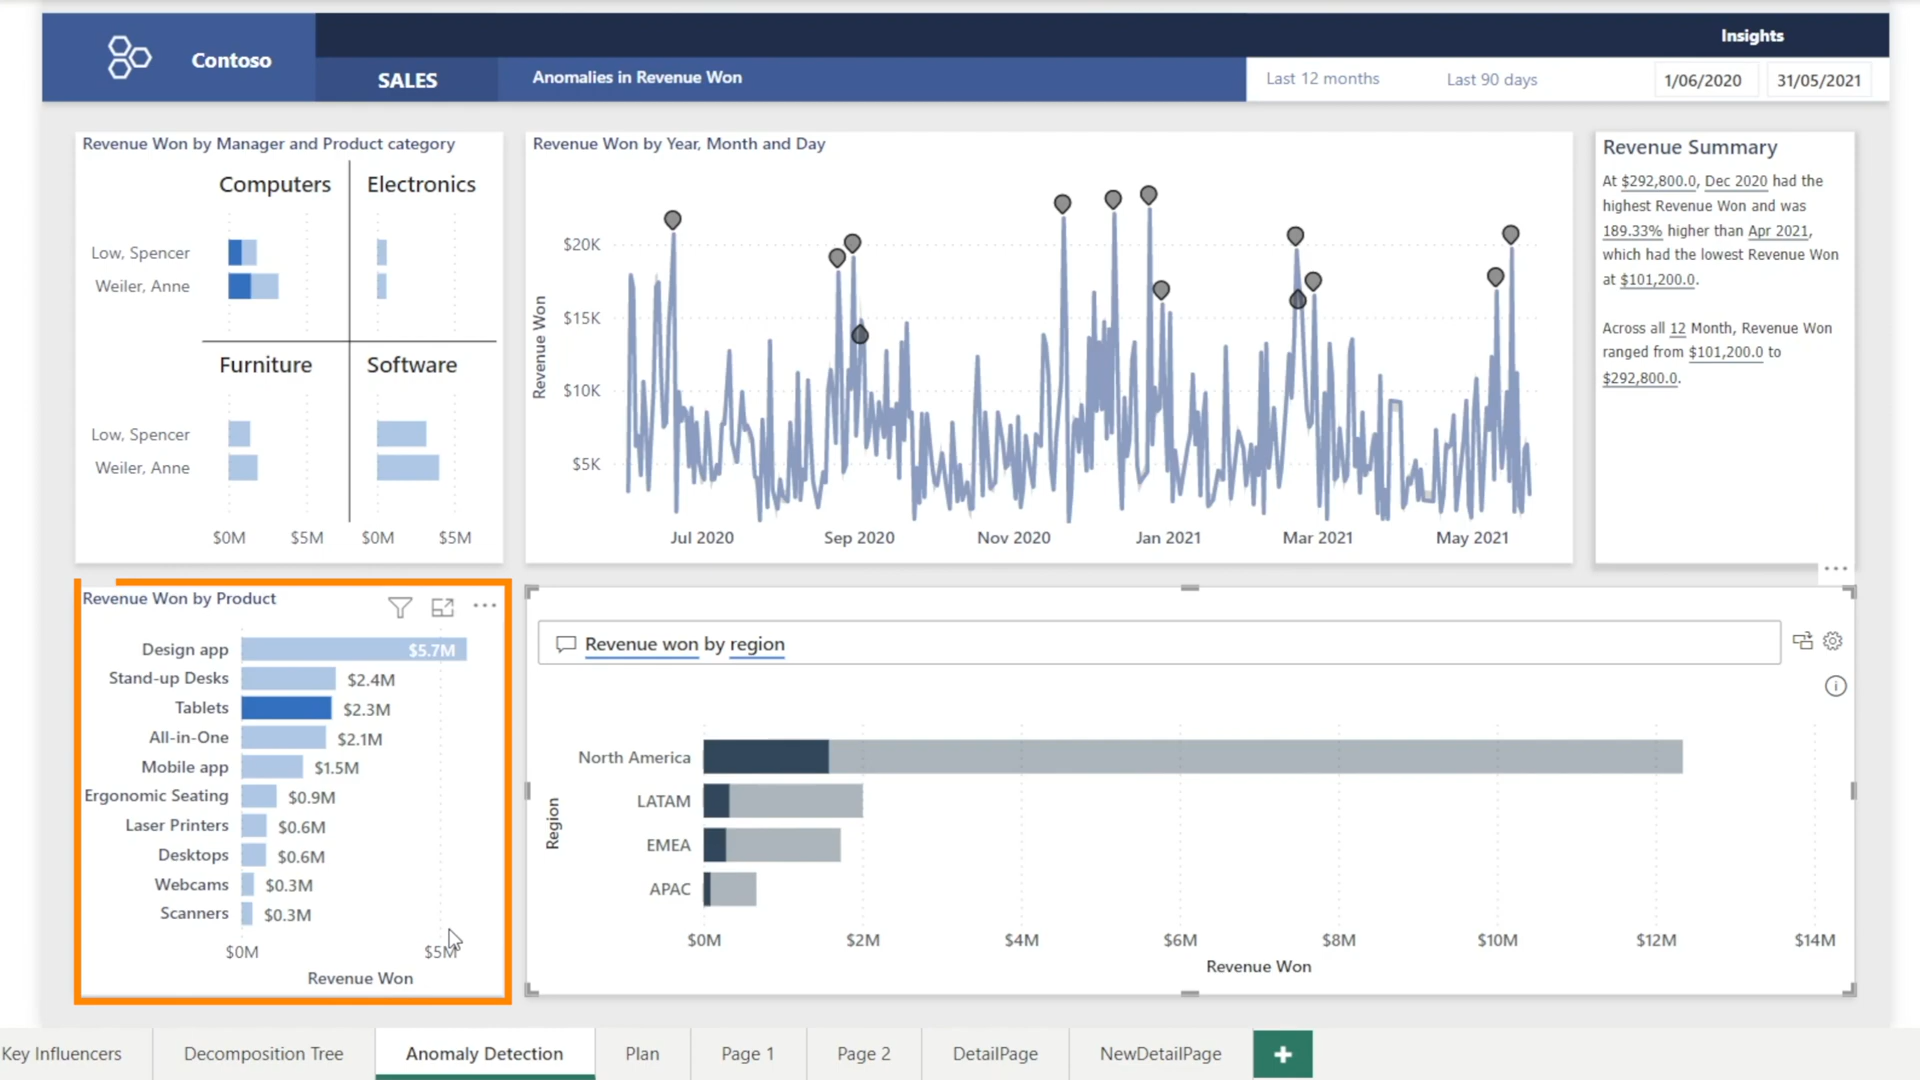 Contoso
SALES
Anomalies in Revenue Won
Insights
Last 12 months
Last 90 days
1/06/2020
31/05/2021
Revenue Won by Manager and Product category
Computers
Electronics
Low, Spencer
Weiler, Anne
Furniture
Software
Low, Spencer
Weiler, Anne
$0M
$5M
$0M
$5M
Revenue Won by Year, Month and Day
Revenue Won
$20K
$15K
$10K
$5K
Jul 2020
Sep 2020
Nov 2020
Jan 2021
Mar 2021
May 2021
Revenue Summary
At $292,800.0, Dec 2020 had the
highest Revenue Won and was
189.33% higher than Apr 2021,
which had the lowest Revenue Won
at $101,200.0.
Across all 12 Month, Revenue Won
ranged from $101,200.0 to
$292,800.0.
Revenue Won by Product
Design app $5.7M
Stand-up Desks $2.4M
Tablets $2.3M
All-in-One $2.1M
Mobile app $1.5M
Ergonomic Seating $0.9M
Laser Printers $0.6M
Desktops $0.6M
Webcams $0.3M
Scanners $0.3M
$0M
$5M
Revenue Won
Revenue won by region
Region
North America
LATAM
EMEA
APAC
$0M
$2M
$4M
$6M
$8M
$10M
$12M
$14M
Revenue Won
Key Influencers
Decomposition Tree
Anomaly Detection
Plan
Page 1
Page 2
DetailPage
NewDetailPage